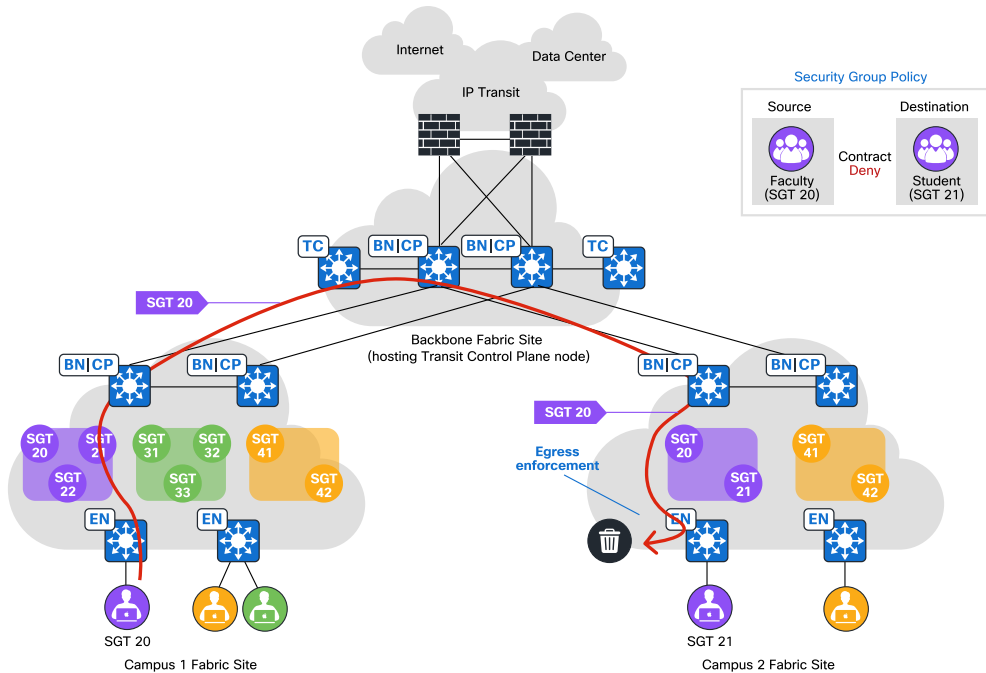 Internet
Data Center
IP Transit
Security Group Policy
Source
Destination
Contract
Deny
Faculty
(SGT 20)
Student
(SGT 21)
TC
BN|CP
BN|CP
TC
SGT 20
Backbone Fabric Site
(hosting Transit Control Plane node)
BN|CP
BN|CP
BN|CP
BN|CP
SGT 20
SGT
20
SGT
21
SGT
22
SGT
31
SGT
32
SGT
33
SGT
41
SGT
42
Egress
enforcement
SGT
20
SGT
21
SGT
41
SGT
42
EN
EN
EN
EN
SGT 20
SGT 21
Campus 1 Fabric Site
Campus 2 Fabric Site